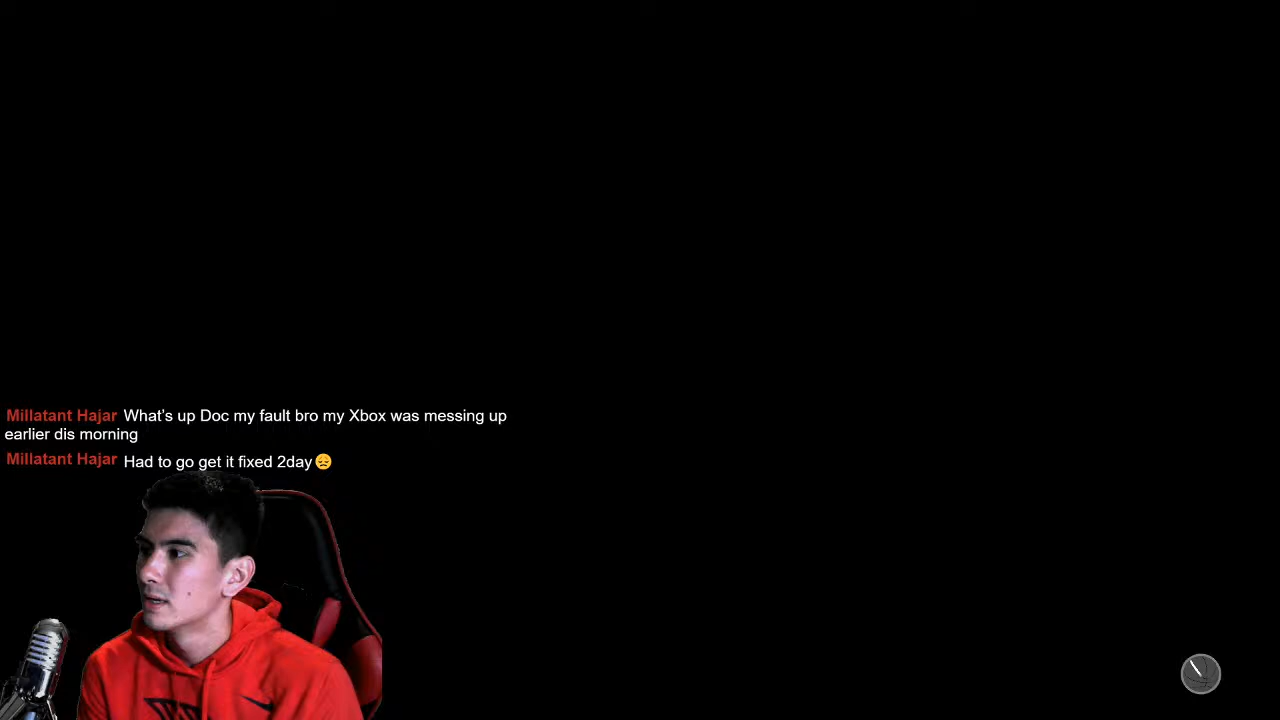 Millatant Hajar What's up Doc my fault bro my Xbox was messing up
earlier dis morning
Millatant Hajar Had to go get it fixed 2day😔